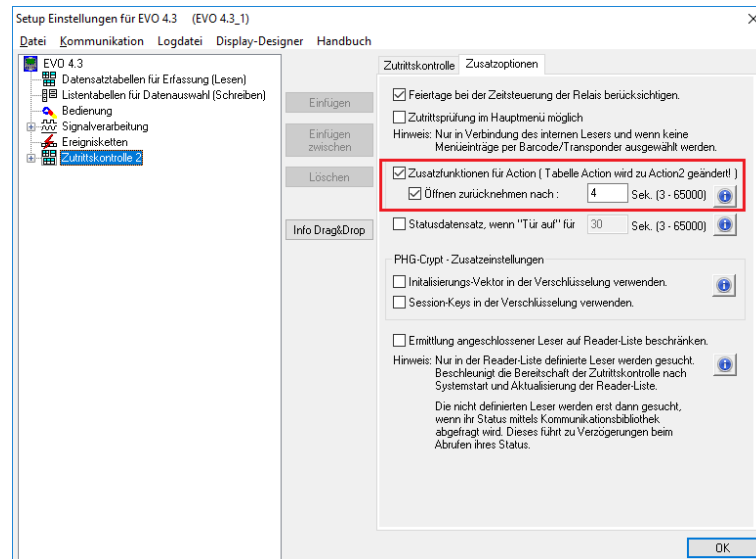 Setup Einstellungen für EVO 4.3 (EVO 4.3_1)
Datei Kommunikation Logdatei Display-Designer Handbuch
EVO 4.3
Datensatztabellen für Erfassung (Lesen)
Listentabellen für Datenauswahl (Schreiben)
Bedienung
Signalverarbeitung
Ereignisketten
Zutrittskontrolle 2
Einfügen
Einfügen
zwischen
Löschen
Info Drag&Drop
Zutrittskontrolle Zusatzoptionen
Feiertage bei der Zeitsteuerung der Relais berücksichtigen.
Zutrittsprüfung im Hauptmenü möglich
Hinweis: Nur in Verbindung des internen Lesers und wenn keine
Menüeinträge per Barcode/Transponder ausgewählt werden.
Zusatzfunktionen für Action ( Tabelle Action wird zu Action2 geändert! )
Öffnen zurücknehmen nach : 4 Sek. (3 - 65000)
Statusdatensatz, wenn "Tür auf" für 30 Sek. (3 - 65000)
PHG-Crypt - Zusatzeinstellungen
Initalisierungs-Vektor in der Verschlüsselung verwenden.
Session-Keys in der Verschlüsselung verwenden.
Ermittlung angeschlossener Leser auf Reader-Liste beschränken.
Hinweis: Nur in der Reader-Liste definierte Leser werden gesucht.
Beschleunigt die Bereitschaft der Zutrittskontrolle nach
Systemstart und Aktualisierung der Reader-Liste.
Die nicht definierten Leser werden erst dann gesucht,
wenn ihr Status mittels Kommunikationsbibliothek
abgefragt wird. Dieses führt zu Verzögerungen beim
Abrufen ihres Status.
OK